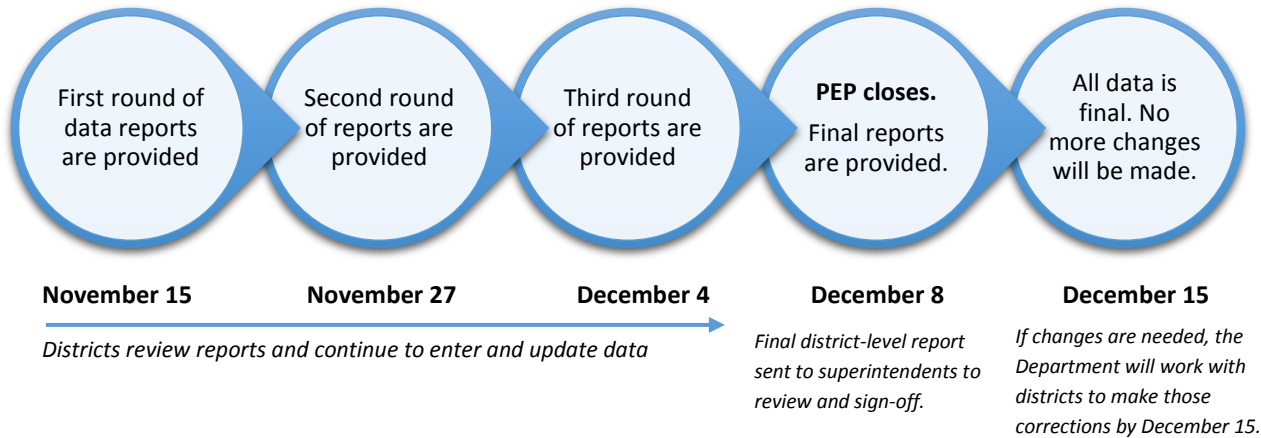 First round of
data reports
are provided
Second round
of reports are
provided
Third round
of reports are
provided
PEP closes.
Final reports
are provided.
All data is
final. No
more changes
will be made.
November 15
November 27
December 4
December 8
December 15
Districts review reports and continue to enter and update data
Final district-level report
sent to superintendents to
review and sign-off.
If changes are needed, the
Department will work with
districts to make those
corrections by December 15.